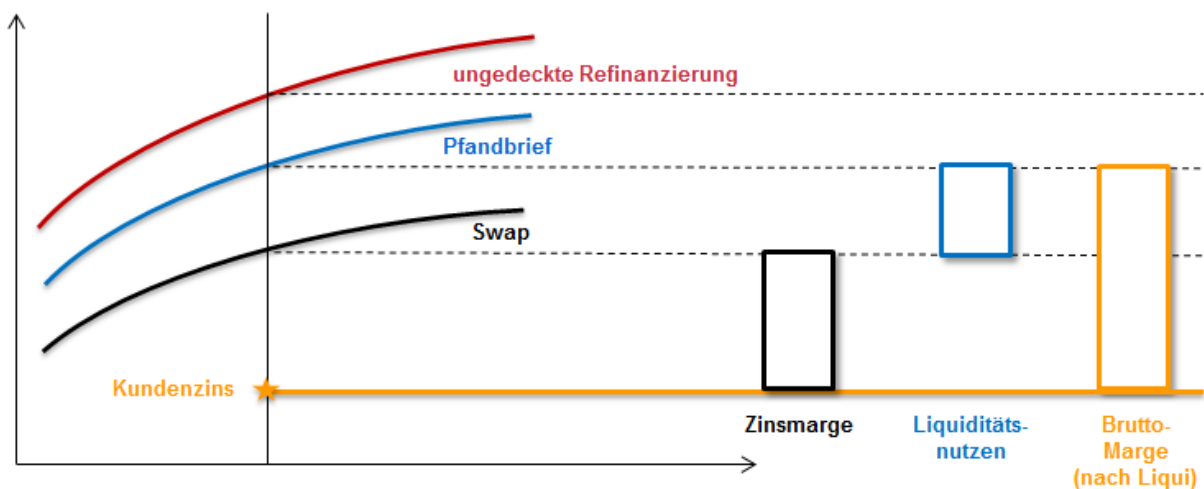 ungedeckte Refinanzierung
Pfandbrief
Swap
Kundenzins
Zinsmarge
Liquiditäts-
nutzen
Brutto-
Marge
(nach Liqui)